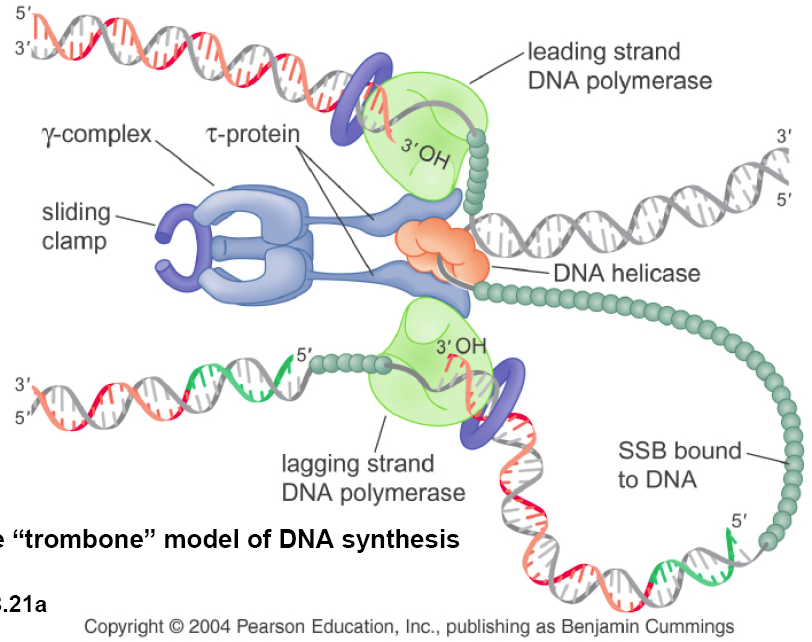 5′
3′
leading strand
DNA polymerase
γ-complex
τ-protein
3′OH
3′
5′
sliding
clamp
DNA helicase
5′
3′OH
3′
5′
lagging strand
DNA polymerase
SSB bound
to DNA
5′
e “trombone” model of DNA synthesis
.21a
Copyright © 2004 Pearson Education, Inc., publishing as Benjamin Cummings